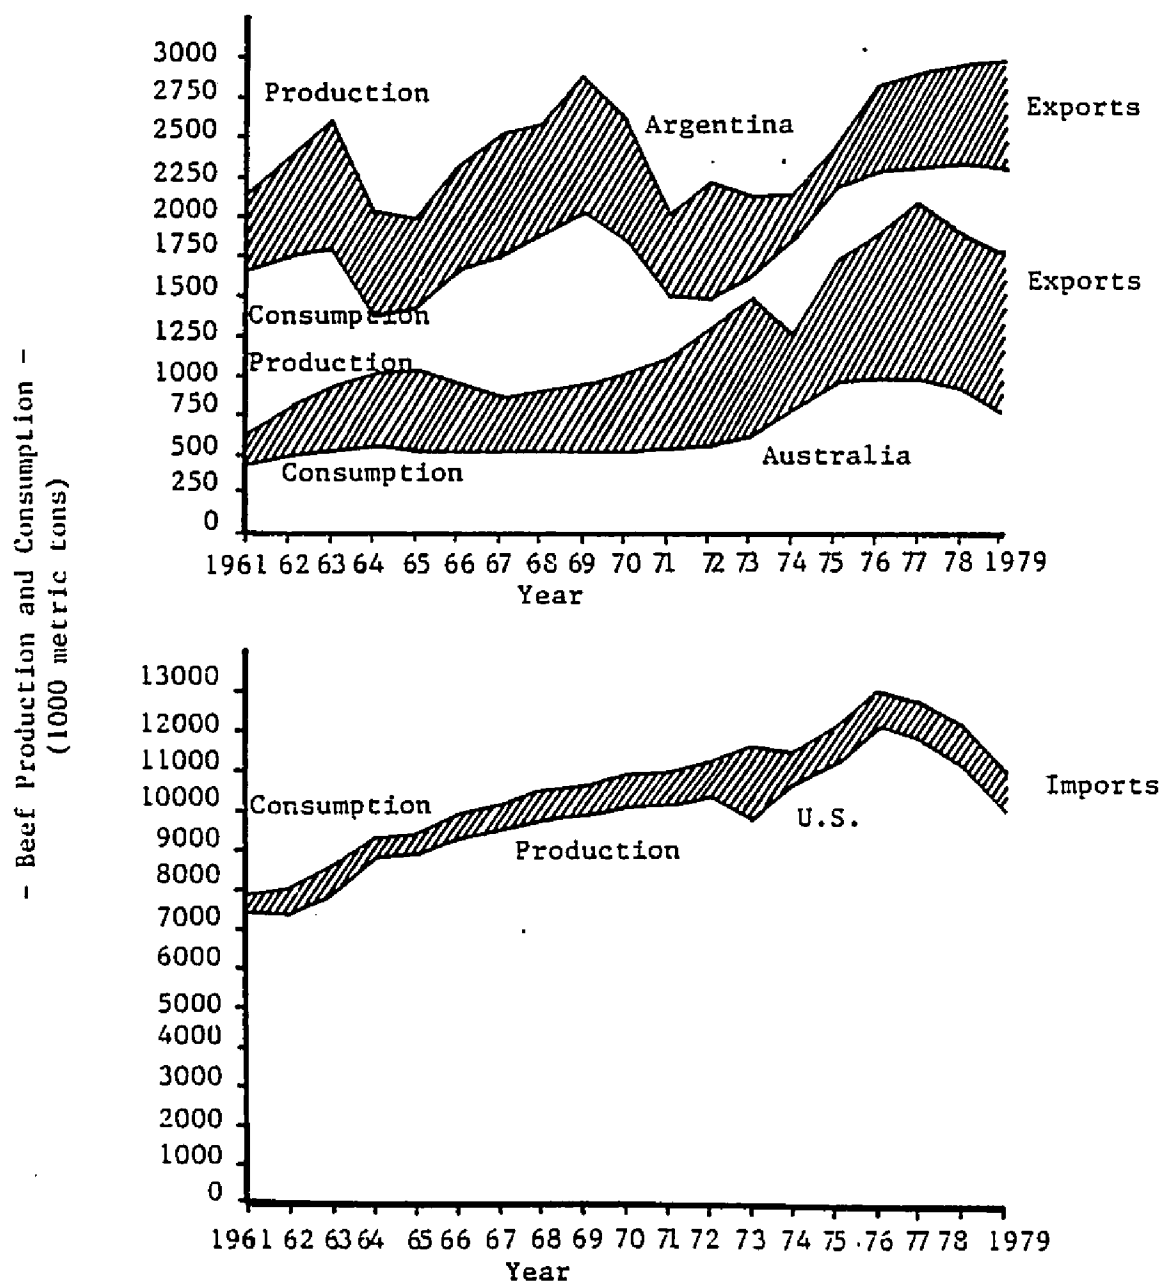 - Beef Production and Consumption -
(1000 metric tons)
3000
2750
2500
2250
2000
1750
1500
1250
1000
750
500
250
0
Production
Argentina
Exports
Consumption
Production
Exports
Consumption
Australia
1961 62 63 64 65 66 67 68 69 70 71 72 73 74 75 76 77 78 1979
Year
13000
12000
11000
10000
9000
8000
7000
6000
5000
4000
3000
2000
1000
0
Consumption
Imports
U.S.
Production
1961 62 63 64 65 66 67 68 69 70 71 72 73 74 75 76 77 78 1979
Year